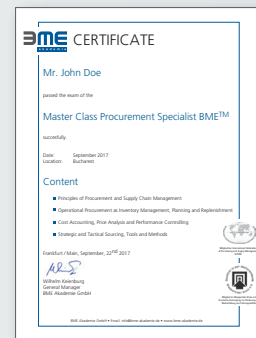 BME akademie CERTIFICATE
Mr. John Doe
passed the exam of the
Master Class Procurement Specialist BME™
succesfully.
Date: September 2017
Location: Bucharest
Content
Principles of Procurement and Supply Chain Management
Operational Procurement as Inventory Management, Planning and Replenishment
Cost Accounting, Price Analysis and Performance Controlling
Strategic and Tactical Sourcing, Tools and Methods
Frankfurt / Main, September, 22nd 2017
Wilhelm Keienburg
General Manager
BME Akademie GmbH